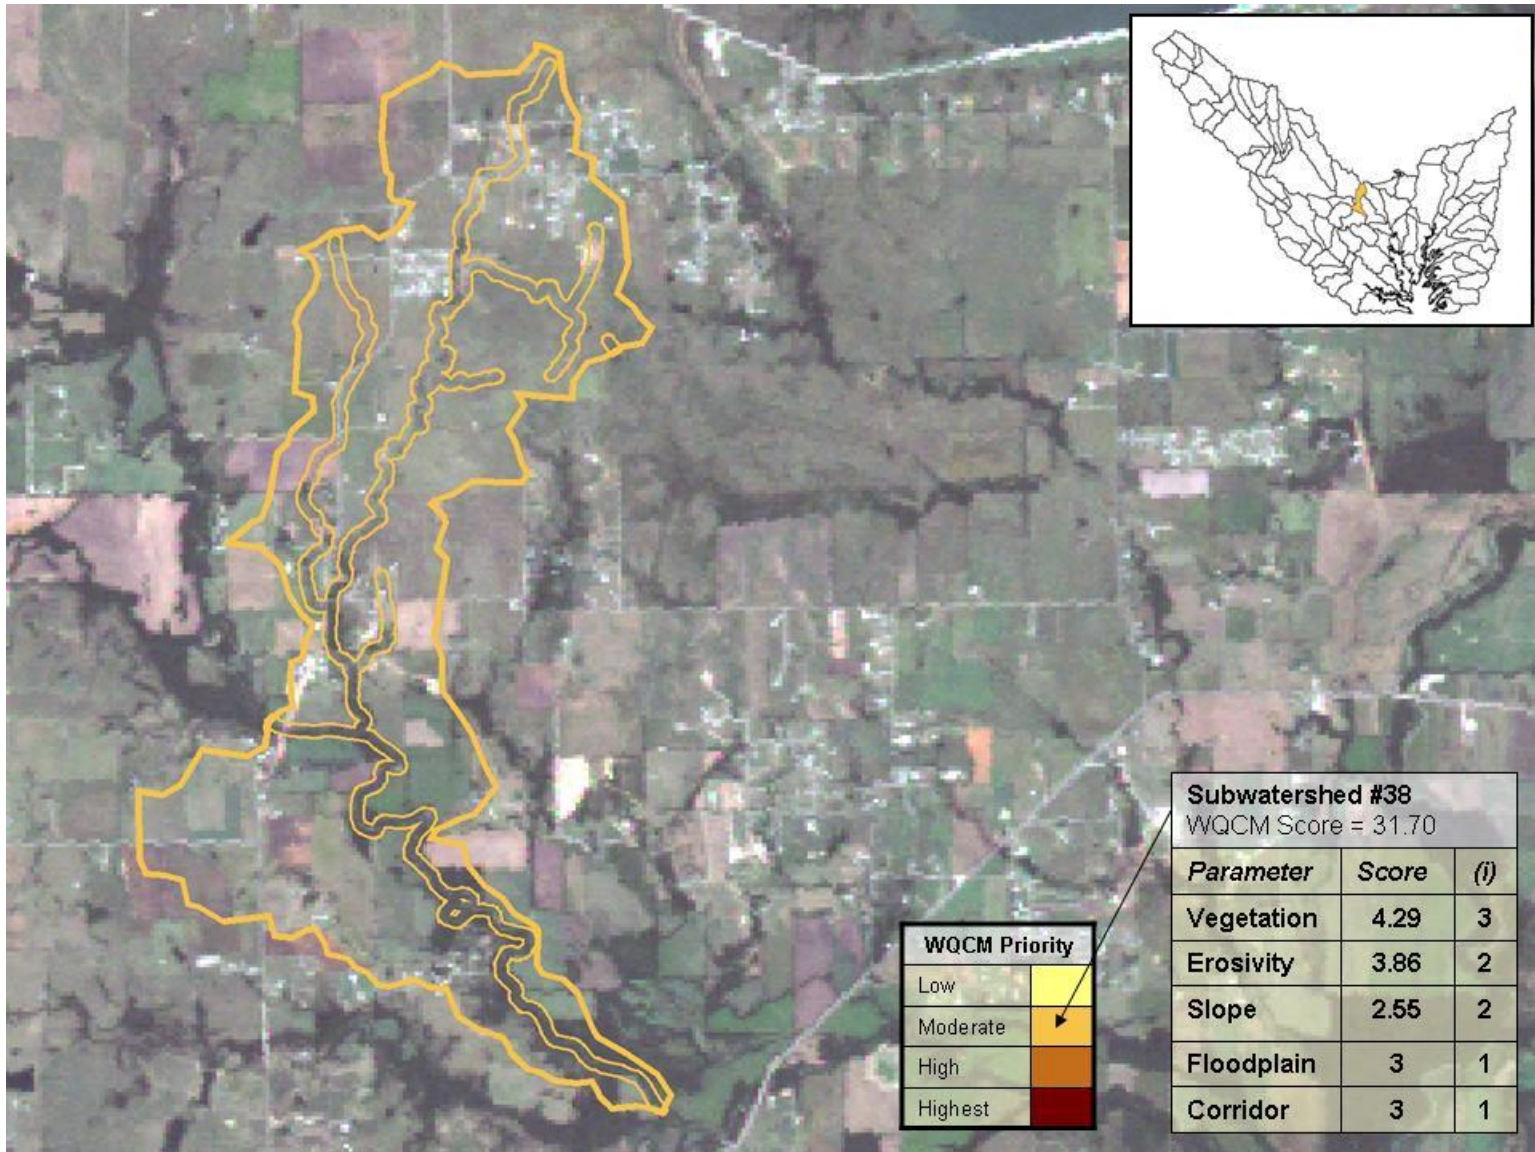 Subwatershed #38
WQCM Score = 31.70
Parameter Score (i)
Vegetation 4.29 3
Erosivity 3.86 2
Slope 2.55 2
Floodplain 3 1
Corridor 3 1
WQCM Priority
Low
Moderate
High
Highest